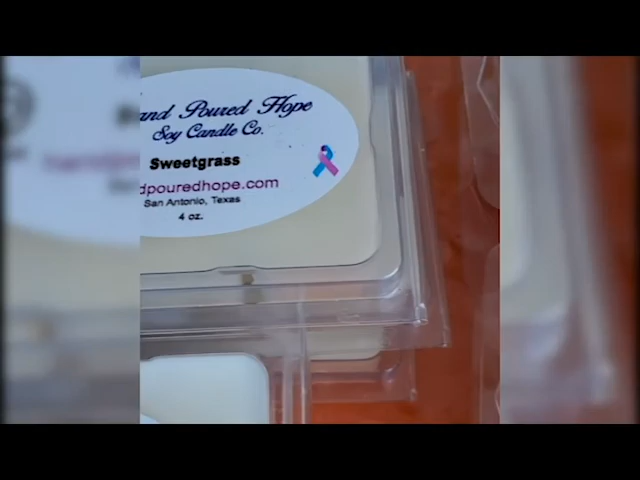 and Poured Hope
Soy Candle Co.
Sweetgrass
dpouredhope.com
San Antonio, Texas
4 oz.